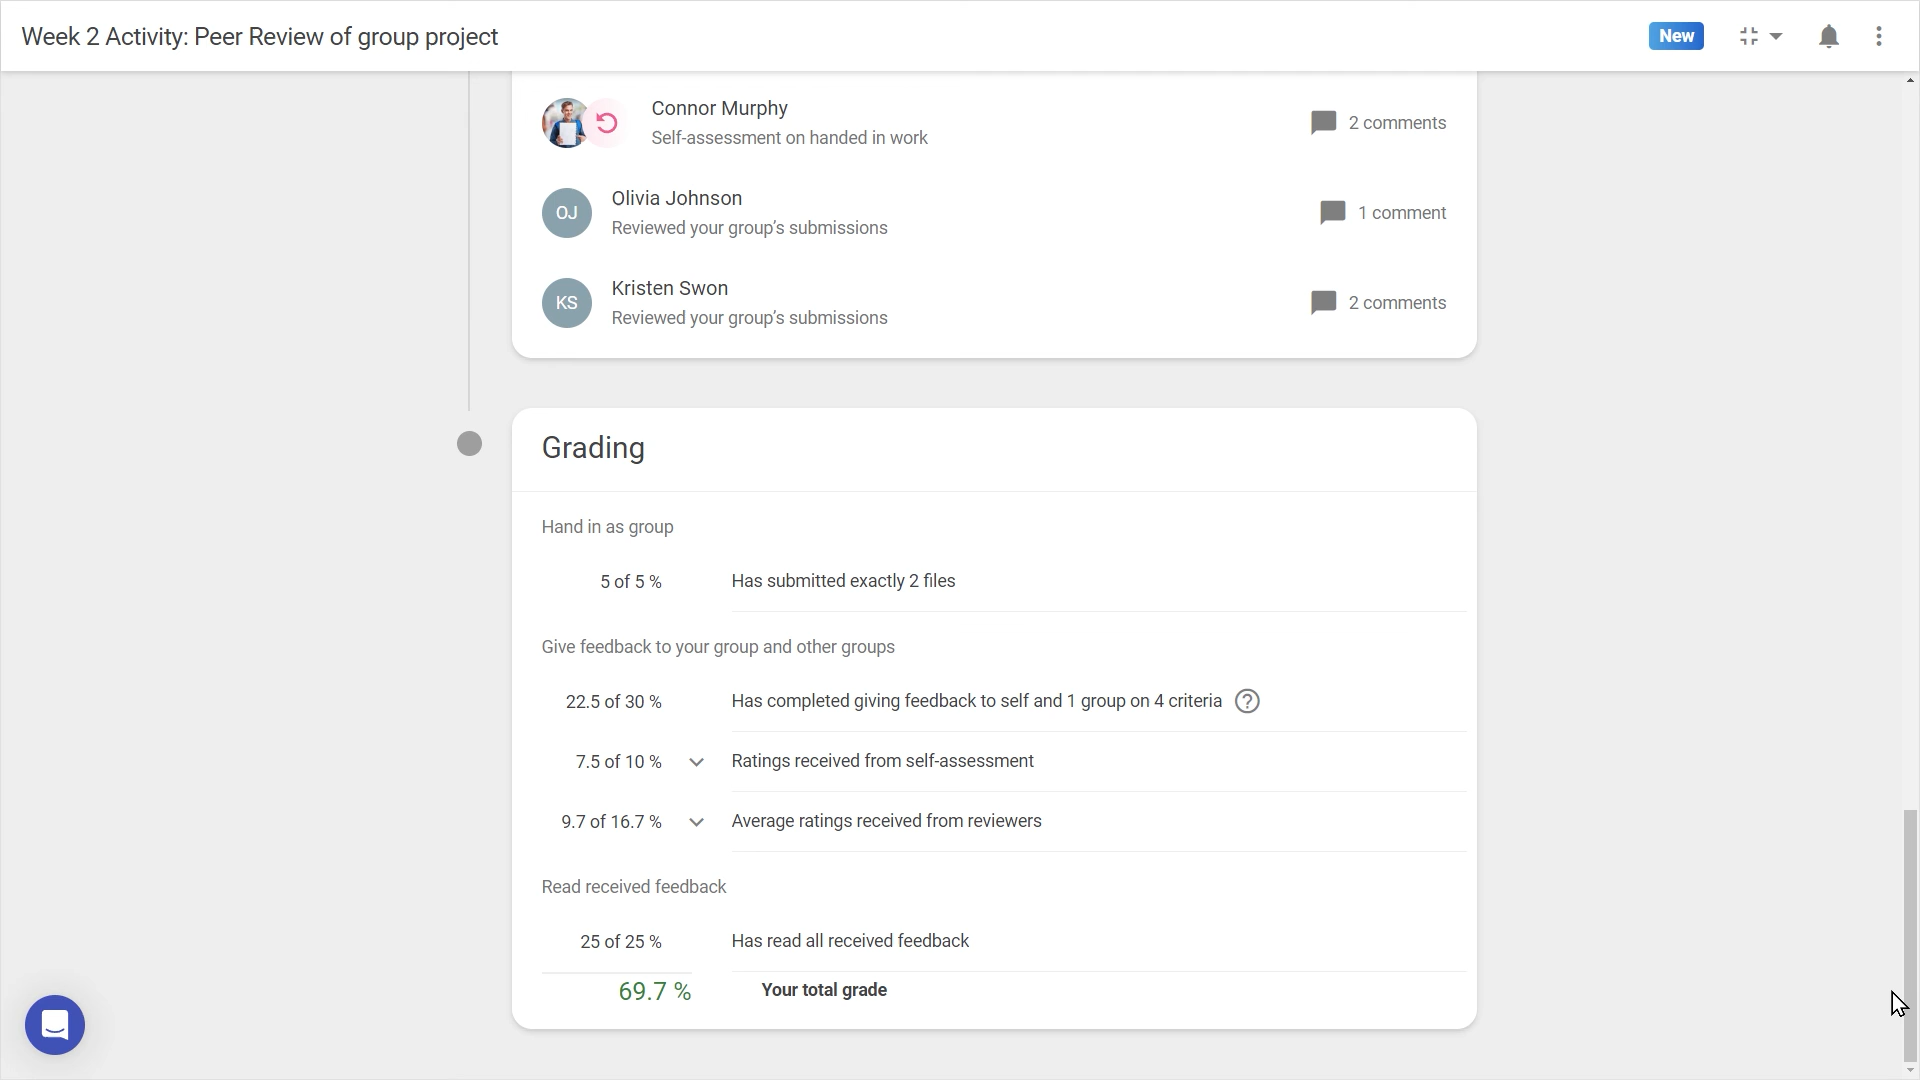 Week 2 Activity: Peer Review of group project
New
Connor Murphy
Self-assessment on handed in work
2 comments
OJ
Olivia Johnson
Reviewed your group’s submissions
1 comment
KS
Kristen Swon
Reviewed your group’s submissions
2 comments
Grading
Hand in as group
5 of 5 %
Has submitted exactly 2 files
Give feedback to your group and other groups
22.5 of 30 %
Has completed giving feedback to self and 1 group on 4 criteria
7.5 of 10 %
Ratings received from self-assessment
9.7 of 16.7 %
Average ratings received from reviewers
Read received feedback
25 of 25 %
Has read all received feedback
69.7 %
Your total grade